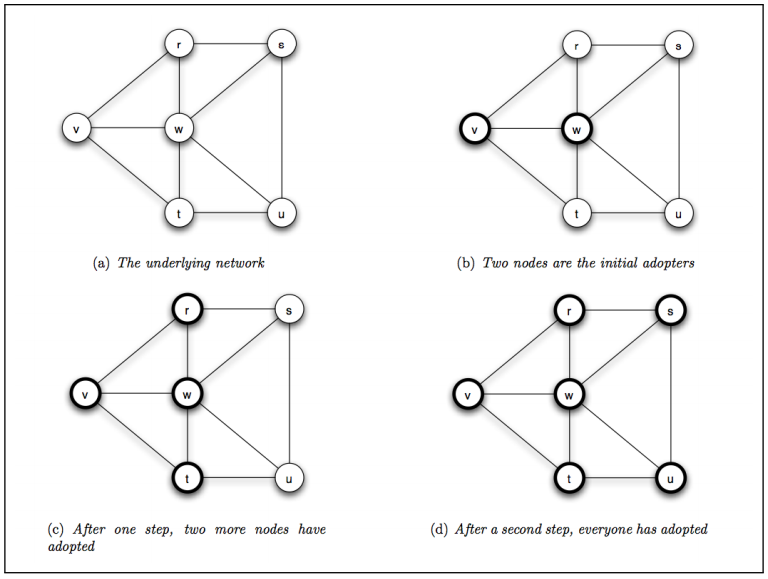 r s
v w
t u
(a) The underlying network
r s
v w
t u
(b) Two nodes are the initial adopters
r s
v w
t u
(c) After one step, two more nodes have
adopted
r s
v w
t u
(d) After a second step, everyone has adopted